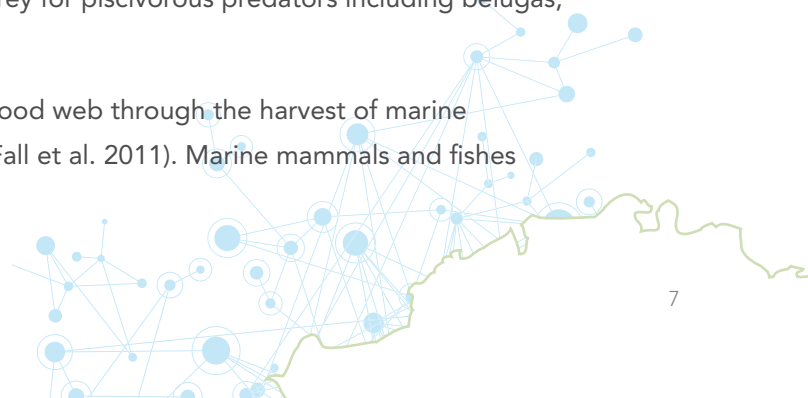 rey for piscivorous predators including belugas,
ood web through the harvest of marine
Fall et al. 2011). Marine mammals and fishes
7